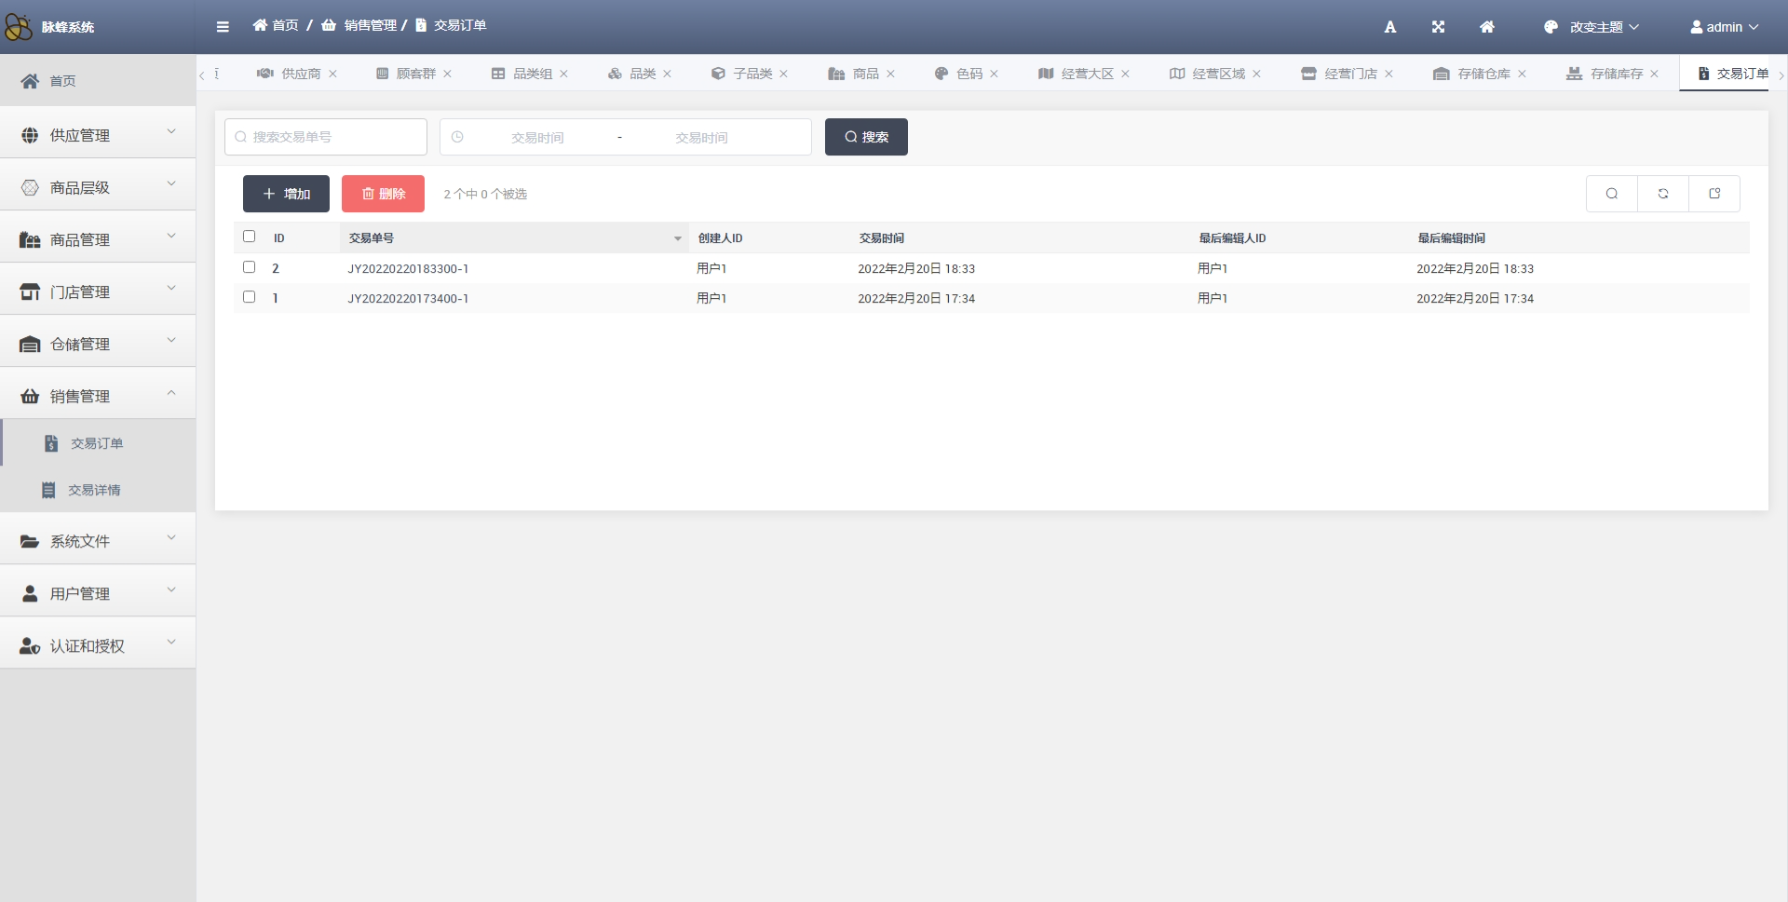 脉蜂系统
首页 / 销售管理 / 交易订单
A
改变主题
admin
首页
供应管理
商品层级
商品管理
门店管理
仓储管理
销售管理
交易订单
交易详情
系统文件
用户管理
认证和授权
供应商 × 顾客群 × 品类组 × 品类 × 子品类 × 商品 × 色码 × 经营大区 × 经营区域 × 经营门店 × 存储仓库 × 存储库存 × 交易订单
搜索交易单号 交易时间 - 交易时间 搜索
增加 删除 2 个中 0 个被选
ID 交易单号 创建人ID 交易时间 最后编辑人ID 最后编辑时间
2 JY20220220183300-1 用户1 2022年2月20日 18:33 用户1 2022年2月20日 18:33
1 JY20220220173400-1 用户1 2022年2月20日 17:34 用户1 2022年2月20日 17:34